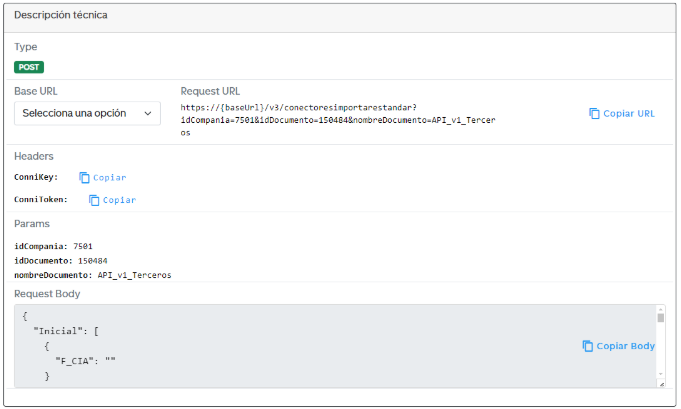 Descripción técnica
Type
POST
Base URL
Request URL
Selecciona una opción
https://{baseUrl}/v3/conectoresimportarestandar?
idCompania=7501&idDocumento=150484&nombreDocumento=API_v1_Tercer
os
Copiar URL
Headers
ConniKey: Copiar
ConniToken: Copiar
Params
idCompania: 7501
idDocumento: 150484
nombreDocumento: API_v1_Terceros
Request Body
{
"Inicial": [
{
"F_CIA": ""
}
Copiar Body